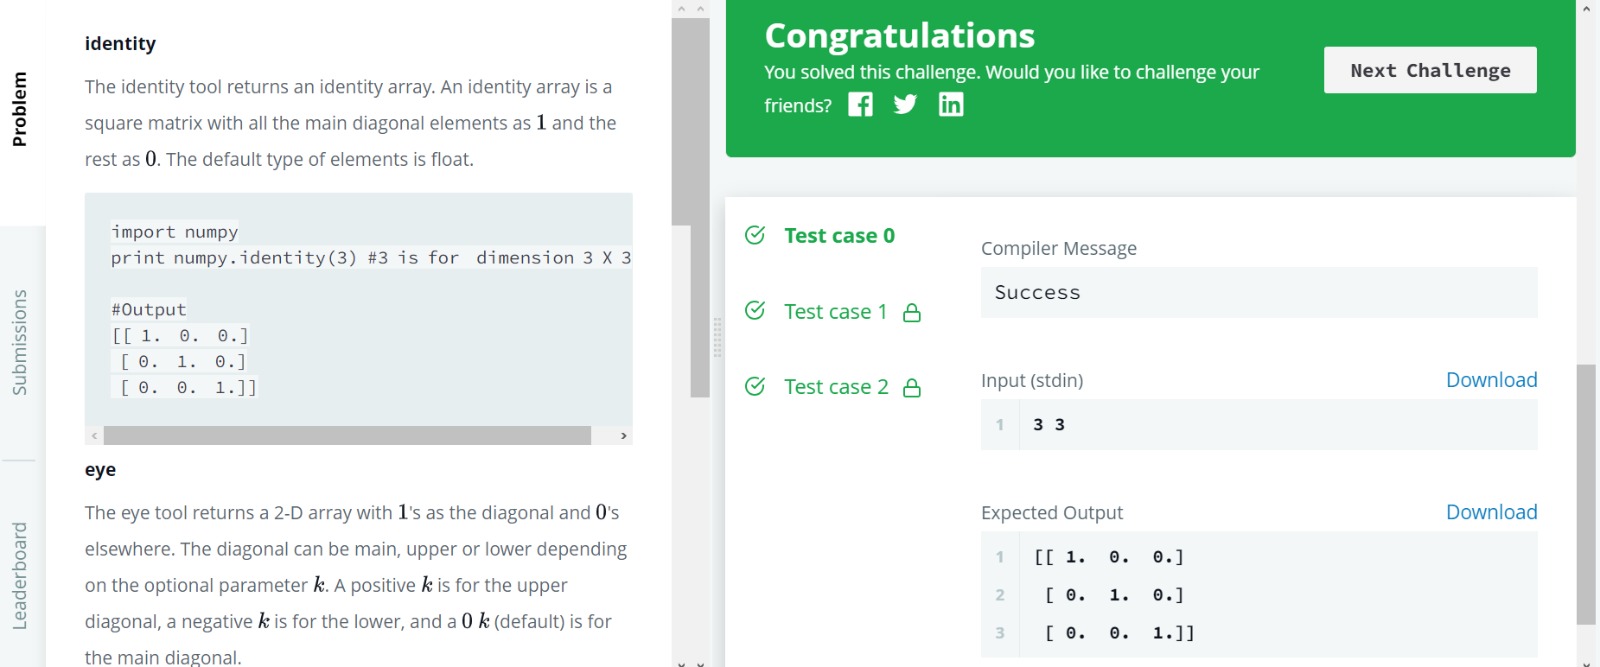 Problem
Submissions
Leaderboard
identity
The identity tool returns an identity array. An identity array is a
square matrix with all the main diagonal elements as 1 and the
rest as 0. The default type of elements is float.
import numpy
print numpy.identity(3) #3 is for  dimension 3 X 3
#Output
[[ 1.  0.  0.]
 [ 0.  1.  0.]
 [ 0.  0.  1.]]
eye
The eye tool returns a 2-D array with 1's as the diagonal and 0's
elsewhere. The diagonal can be main, upper or lower depending
on the optional parameter k. A positive k is for the upper
diagonal, a negative k is for the lower, and a 0 k (default) is for
the main diagonal.
Congratulations
You solved this challenge. Would you like to challenge your
friends?
Next Challenge
Test case 0
Test case 1
Test case 2
Compiler Message
Success
Input (stdin)
Download
1 3 3
Expected Output
Download
1 [[ 1.  0.  0.]
2  [ 0.  1.  0.]
3  [ 0.  0.  1.]]